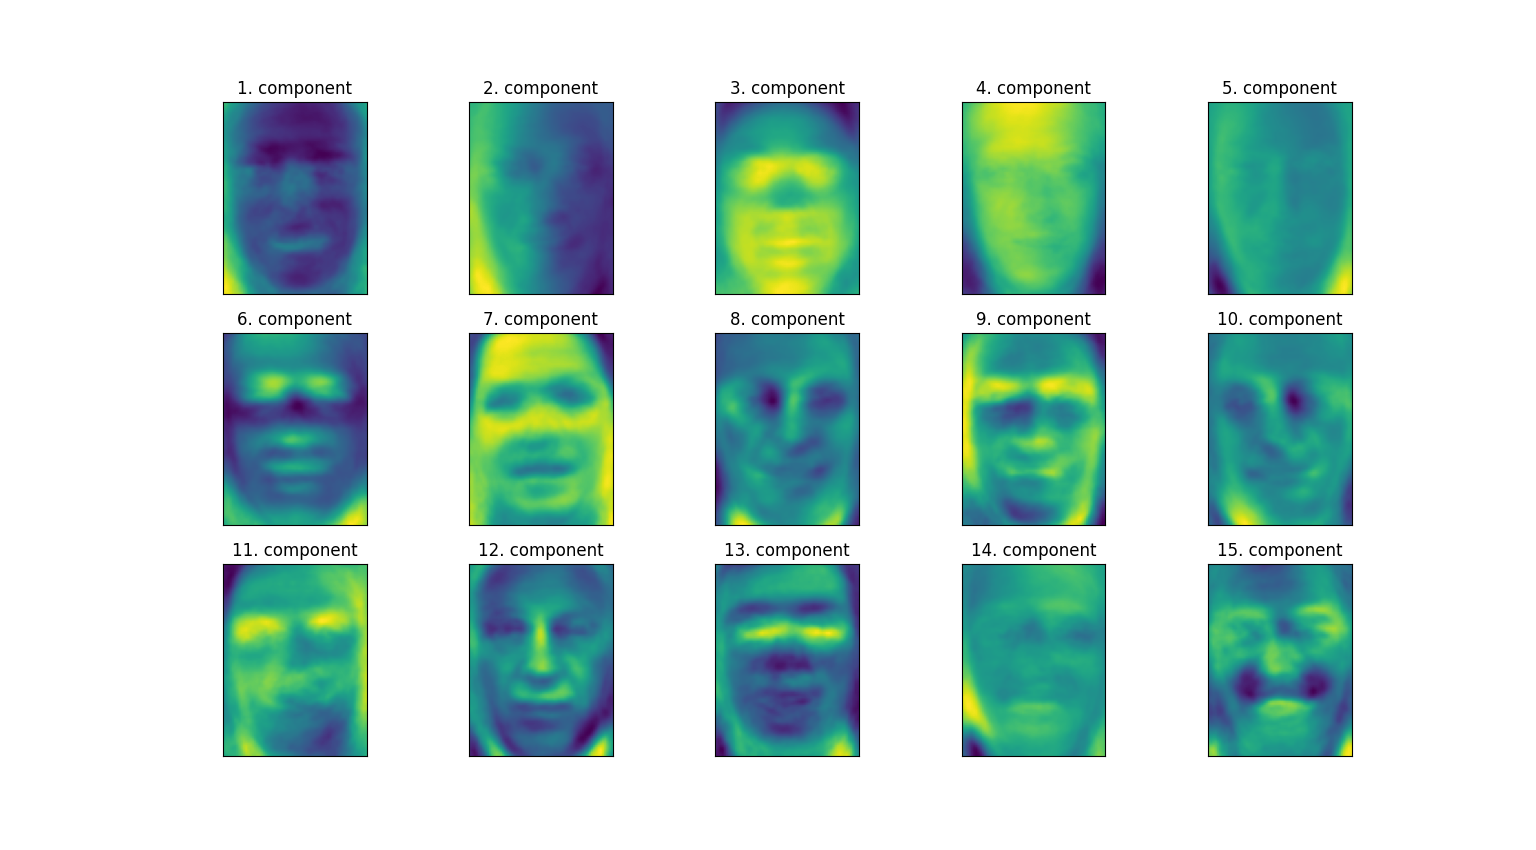 1. component
2. component
3. component
4. component
5. component
6. component
7. component
8. component
9. component
10. component
11. component
12. component
13. component
14. component
15. component